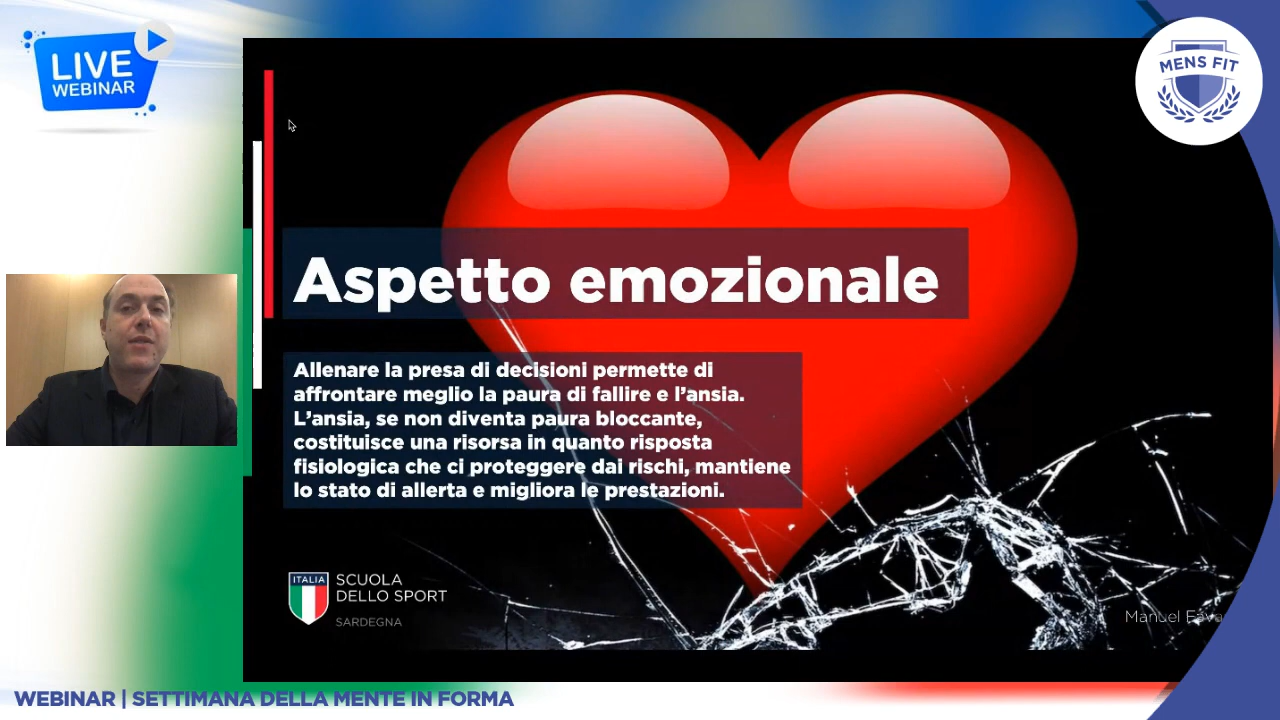 LIVE
WEBINAR
MENS FIT
Aspetto emozionale
Allenare la presa di decisioni permette di
affrontare meglio la paura di fallire e l'ansia.
L'ansia, se non diventa paura bloccante,
costituisce una risorsa in quanto risposta
fisiologica che ci proteggere dai rischi, mantiene
lo stato di allerta e migliora le prestazioni.
ITALIA
SCUOLA
DELLO SPORT
SARDEGNA
Manuel Fava
WEBINAR | SETTIMANA DELLA MENTE IN FORMA